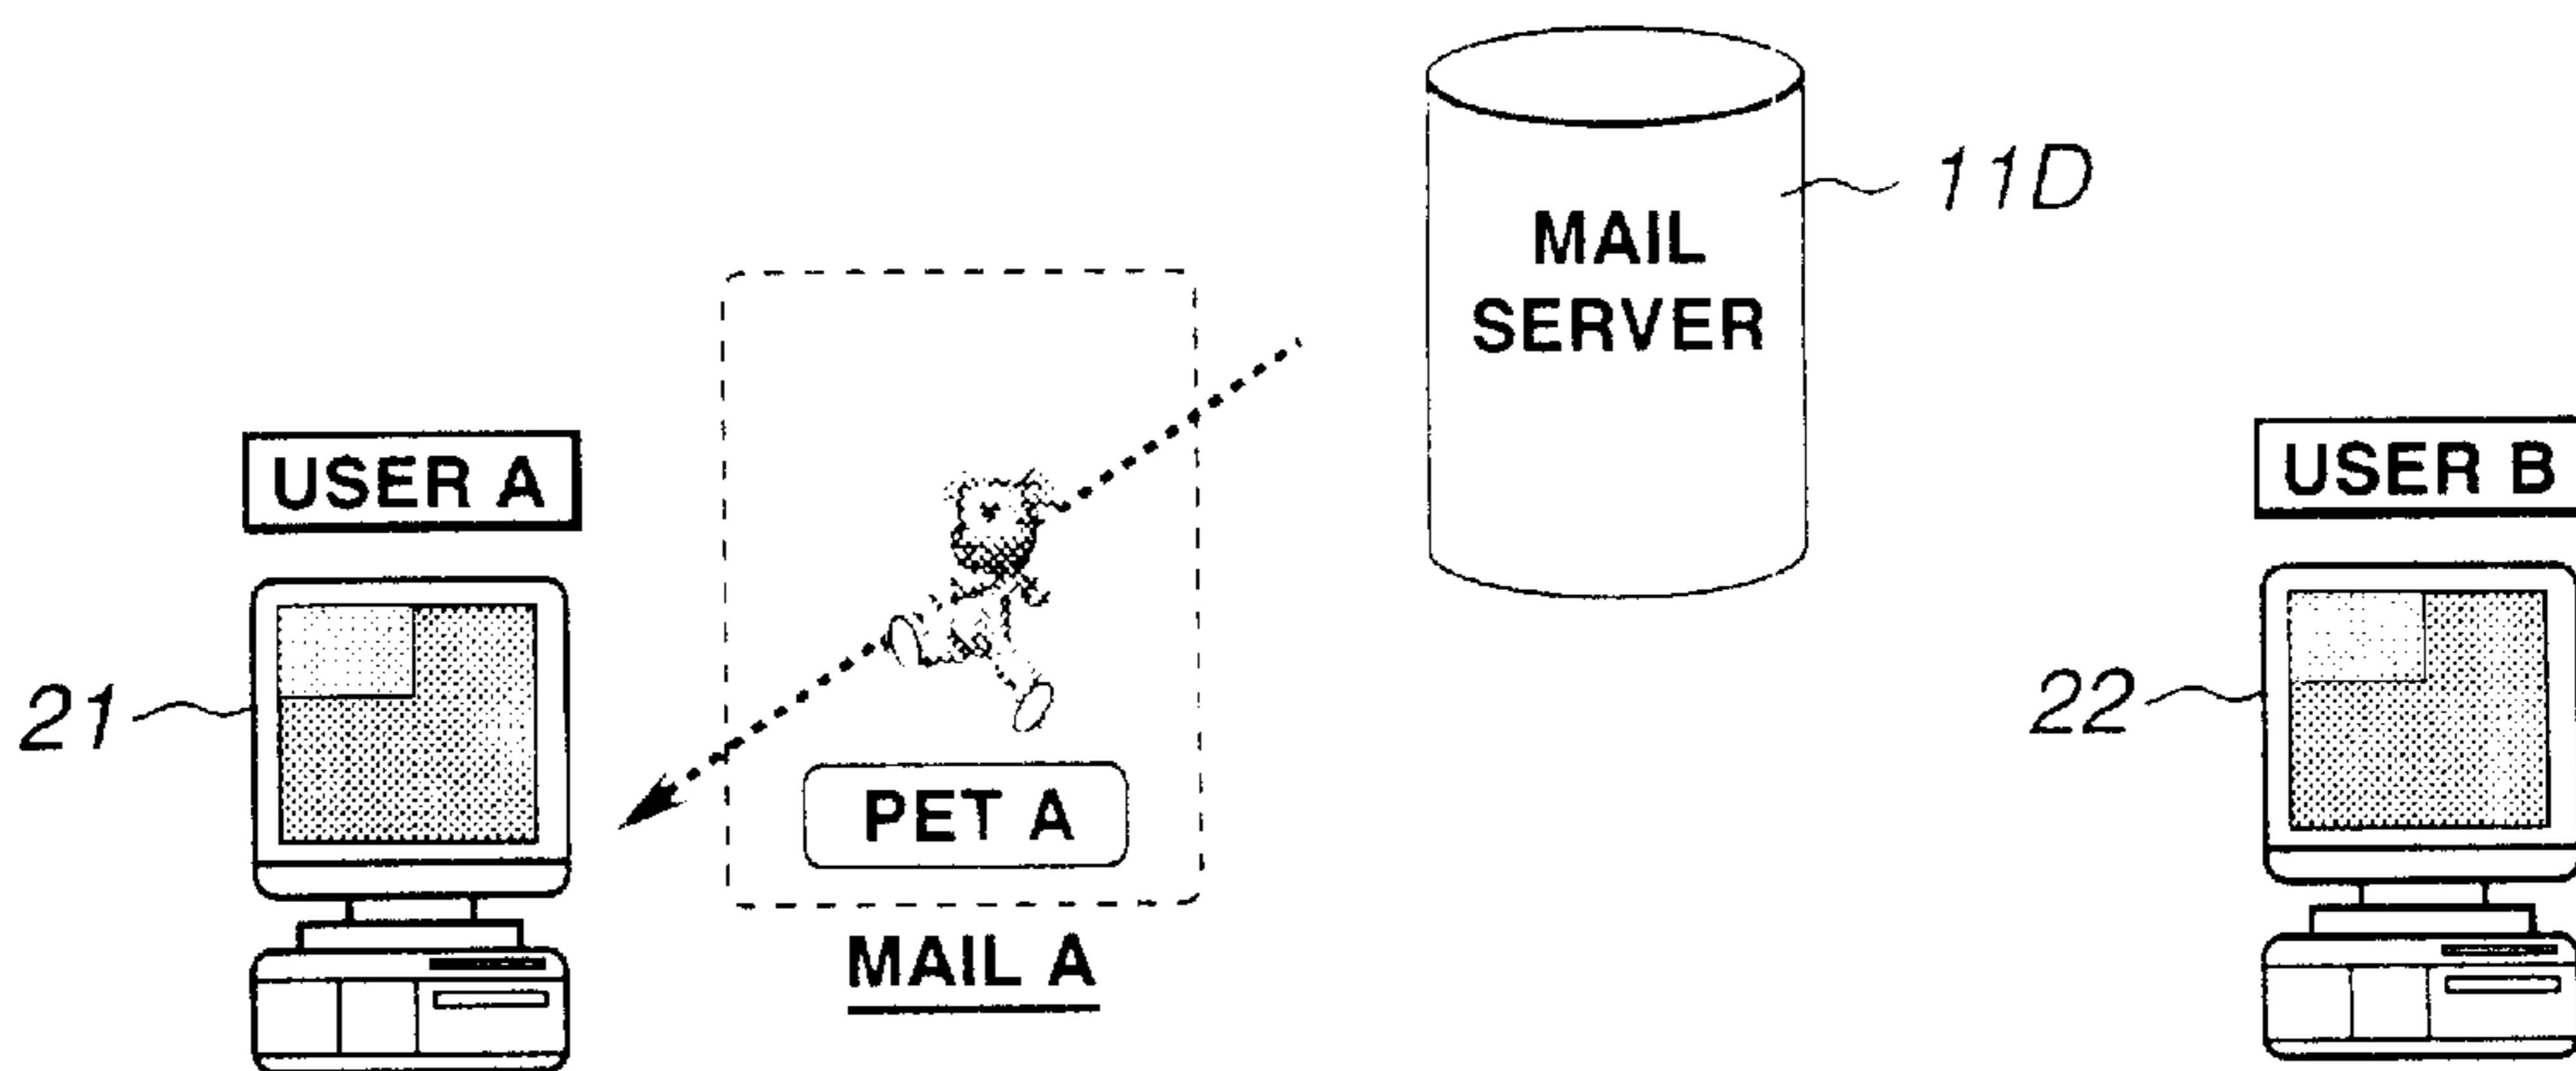 11D
MAIL
SERVER
USER A
USER B
21
22
PET A
MAIL A